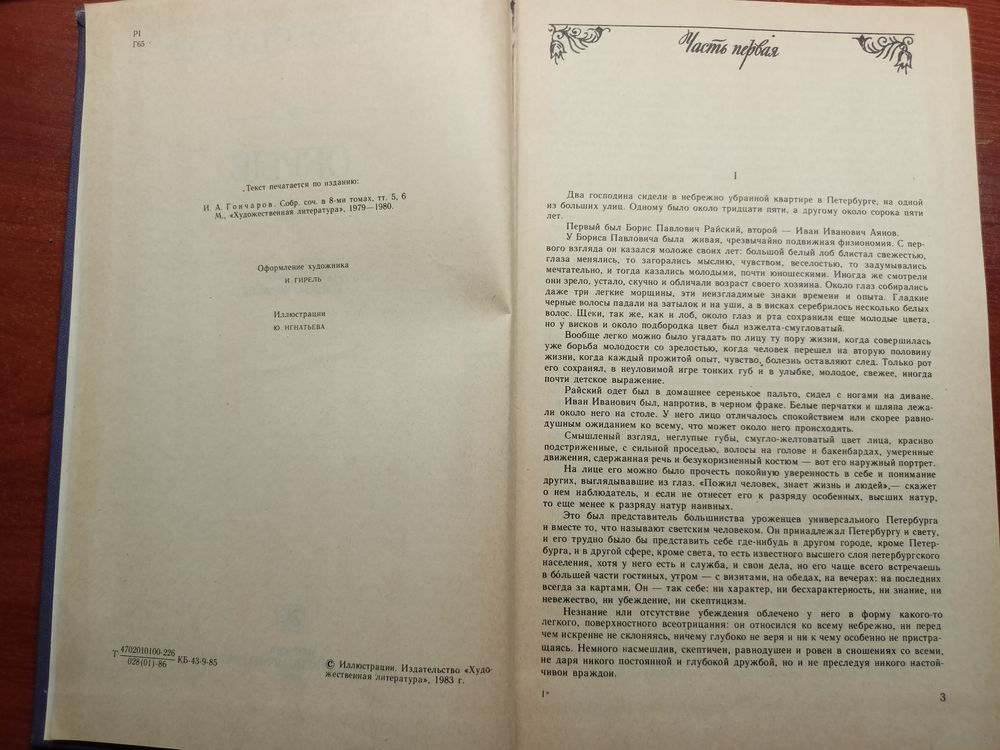 Р1
Г65
Текст печатается по изданию:
И. А. Гончаров. Собр. соч. в 8-ми томах, тт. 5, 6
М., «Художественная литература», 1979—1980.
Оформление художника
И. ГИРЕЛЬ
Иллюстрации
Ю. ИГНАТЬЕВА
Т 4702010100-226
028(01)-86 КБ-43-9-85
© Иллюстрации. Издательство «Худо-
жественная литература», 1983 г.
Часть первая
I
Два господина сидели в небрежно убранной квартире в Петербурге, на одной
из больших улиц. Одному было около тридцати пяти, а другому около сорока пяти
лет.
Первый был Борис Павлович Райский, второй — Иван Иванович Аянов.
У Бориса Павловича была живая, чрезвычайно подвижная физиономия. С пер-
вого взгляда он казался моложе своих лет: большой белый лоб блистал свежестью,
глаза менялись, то загорались мыслию, чувством, веселостью, то задумывались
мечтательно, и тогда казались молодыми, почти юношескими. Иногда же смотрели
они зрело, устало, скучно и обличали возраст своего хозяина. Около глаз собирались
даже три легкие морщины, эти неизгладимые знаки времени и опыта. Гладкие
черные волосы падали на затылок и на уши, а в висках серебрилось несколько белых
волос. Щеки, так же, как и лоб, около глаз и рта сохранили еще молодые цвета,
но у висков и около подбородка цвет был изжелта-смугловатый.
Вообще легко можно было угадать по лицу ту пору жизни, когда совершилась
уже борьба молодости со зрелостью, когда человек перешел на вторую половину
жизни, когда каждый прожитой опыт, чувство, болезнь оставляют след. Только рот
его сохранял, в неуловимой игре тонких губ и в улыбке, молодое, свежее, иногда
почти детское выражение.
Райский одет был в домашнее серенькое пальто, сидел с ногами на диване.
Иван Иванович был, напротив, в черном фраке. Белые перчатки и шляпа лежа-
ли около него на столе. У него лицо отличалось спокойствием или скорее равно-
душным ожиданием ко всему, что может около него происходить.
Смышленый взгляд, неглупые губы, смугло-желтоватый цвет лица, красиво
подстриженные, с сильной проседью, волосы на голове и бакенбардах, умеренные
движения, сдержанная речь и безукоризненный костюм — вот его наружный портрет.
На лице его можно было прочесть покойную уверенность в себе и понимание
других, выглядывавшие из глаз. «Пожил человек, знает жизнь и людей»,— скажет
о нем наблюдатель, и если не отнесет его к разряду особенных, высших натур,
то еще менее к разряду натур наивных.
Это был представитель большинства уроженцев универсального Петербурга
и вместе то, что называют светским человеком. Он принадлежал Петербургу и свету,
и его трудно было бы представить себе где-нибудь в другом городе, кроме Петер-
бурга, и в другой сфере, кроме света, то есть известного высшего слоя петербургского
населения, хотя у него есть и служба, и свои дела, но его чаще всего встречаешь
в бо́льшей части гостиных, утром — с визитами, на обедах, на вечерах: на последних
всегда за картами. Он — так себе: ни характер, ни бесхарактерность, ни знание, ни
невежество, ни убеждение, ни скептицизм.
Незнание или отсутствие убеждения облечено у него в форму какого-то
легкого, поверхностного всеотрицания: он относился ко всему небрежно, ни перед
чем искренне не склоняясь, ничему глубоко не веря и ни к чему особенно не пристра-
щаясь. Немного насмешлив, скептичен, равнодушен и ровен в сношениях со всеми,
не даря никого постоянной и глубокой дружбой, но и не преследуя никого настой-
чивой враждой.
1*
3